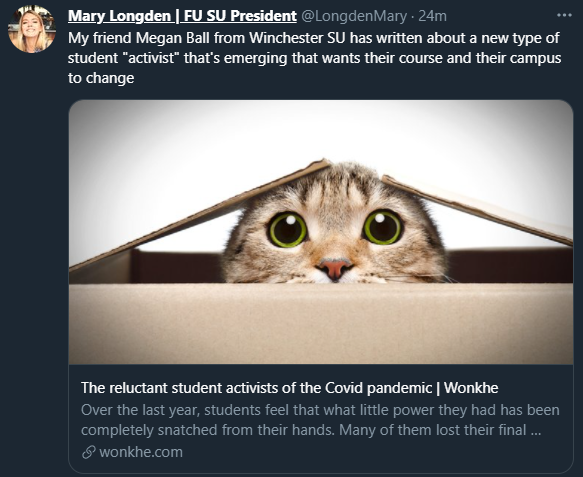 Mary Longden | FU SU President @LongdenMary · 24m
My friend Megan Ball from Winchester SU has written about a new type of
student "activist" that's emerging that wants their course and their campus
to change
The reluctant student activists of the Covid pandemic | Wonkhe
Over the last year, students feel that what little power they had has been
completely snatched from their hands. Many of them lost their final ...
wonkhe.com